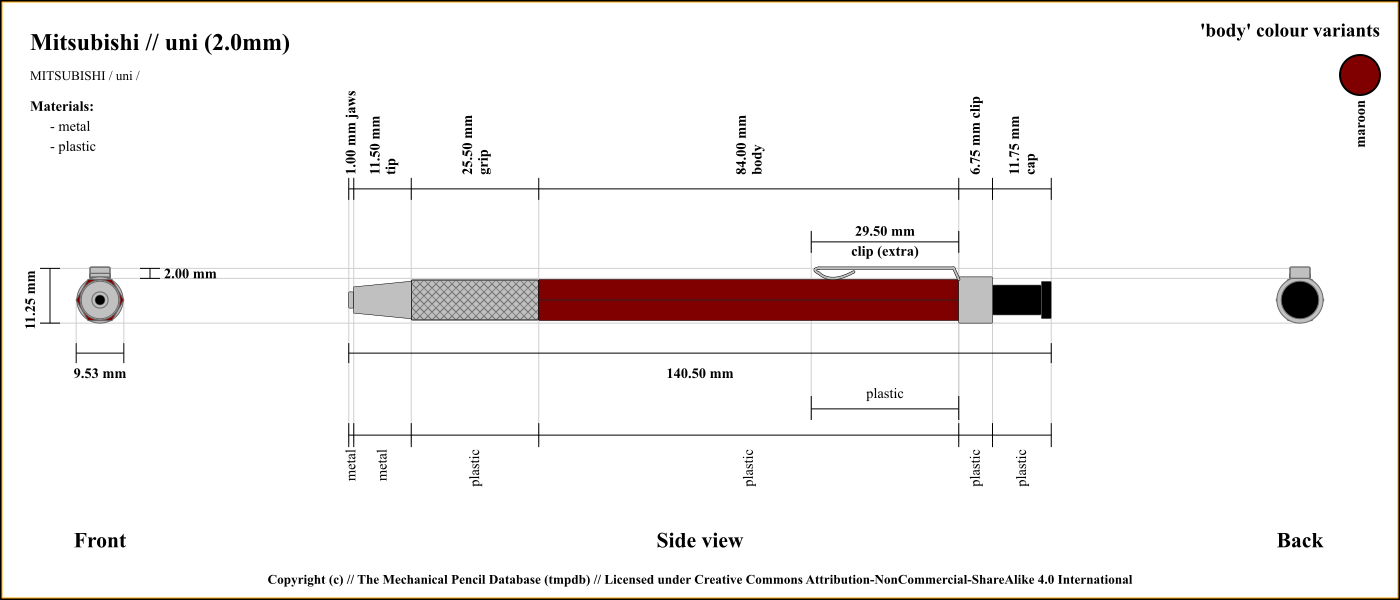 Mitsubishi // uni (2.0mm)
MITSUBISHI / uni /
Materials:
- metal
- plastic
'body' colour variants
maroon
1.00 mm jaws
11.50 mm
tip
25.50 mm
grip
84.00 mm
body
6.75 mm clip
11.75 mm
cap
29.50 mm
clip (extra)
2.00 mm
11.25 mm
9.53 mm
140.50 mm
plastic
metal
metal
plastic
plastic
plastic
plastic
Front
Side view
Back
Copyright (c) // The Mechanical Pencil Database (tmpdb) // Licensed under Creative Commons Attribution-NonCommercial-ShareAlike 4.0 International